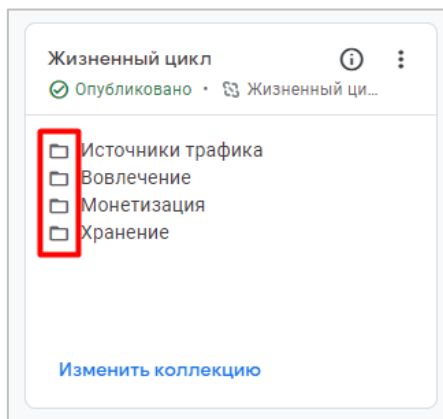 Жизненный цикл
Опубликовано • Жизненный ци...
Источники трафика
Вовлечение
Монетизация
Хранение
Изменить коллекцию